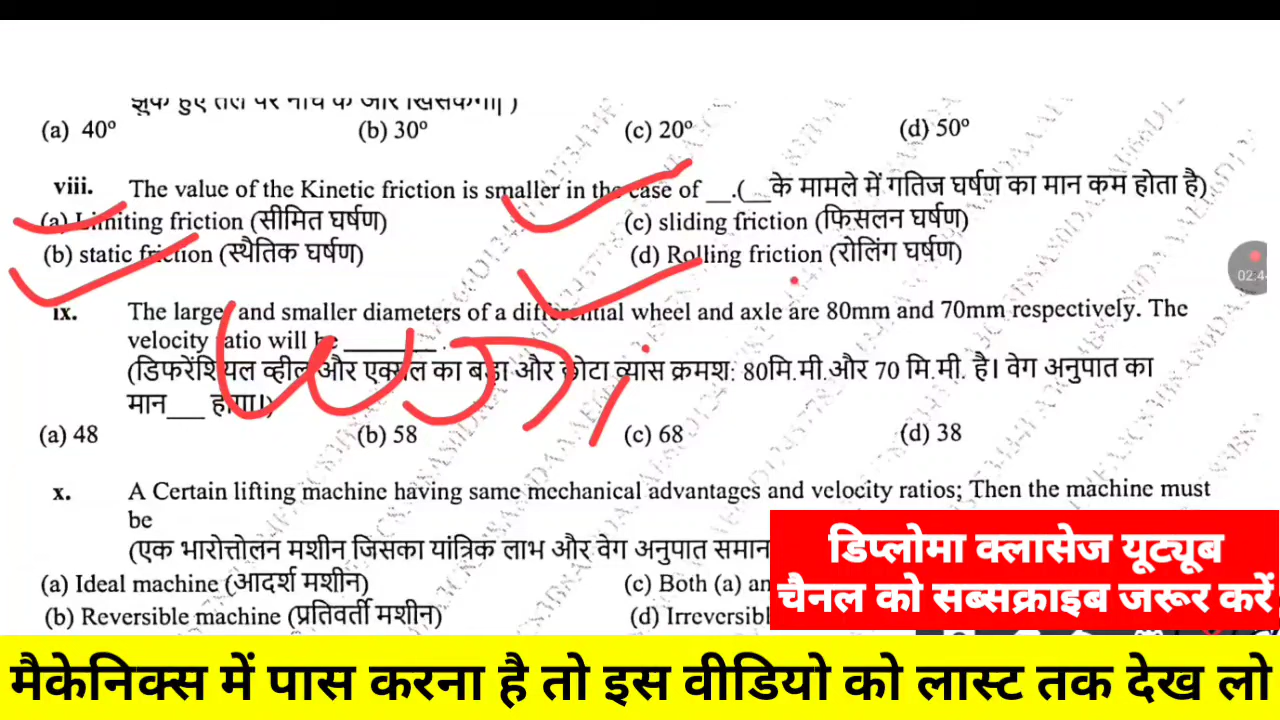 झुके हुए तल पर नीचे की ओर खिसकेगा| )
(a) 40º (b) 30º (c) 20º (d) 50º
viii. The value of the Kinetic friction is smaller in the case of __.(__के मामले में गतिज घर्षण का मान कम होता है)
(a) Limiting friction (सीमित घर्षण) (c) sliding friction (फिसलन घर्षण)
(b) static friction (स्थैतिक घर्षण) (d) Rolling friction (रोलिंग घर्षण)
02:4
ix. The larger and smaller diameters of a differential wheel and axle are 80mm and 70mm respectively. The
velocity ratio will be ________ .
(डिफरेंशियल व्हील और एक्सल का बड़ा और छोटा व्यास क्रमश: 80मि.मी.और 70 मि.मी. है। वेग अनुपात का
मान___ होगा।)
(a) 48 (b) 58 (c) 68 (d) 38
x. A Certain lifting machine having same mechanical advantages and velocity ratios; Then the machine must
be
(एक भारोत्तोलन मशीन जिसका यांत्रिक लाभ और वेग अनुपात समान
(a) Ideal machine (आदर्श मशीन) (c) Both (a) an
(b) Reversible machine (प्रतिवर्ती मशीन) (d) Irreversibl
डिप्लोमा क्लासेज यूट्यूब
चैनल को सब्सक्राइब जरूर करें
मैकेनिक्स में पास करना है तो इस वीडियो को लास्ट तक देख लो